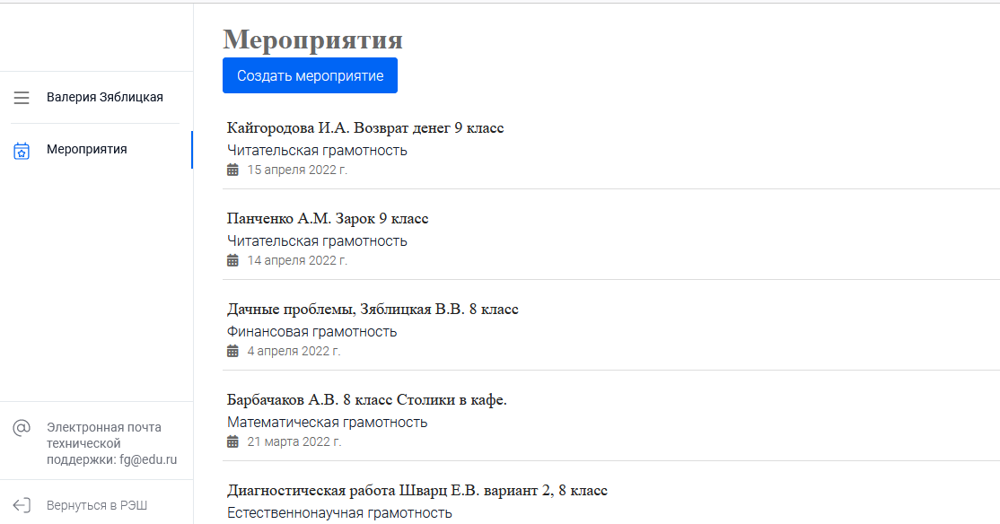 Валерия Зяблицкая
Мероприятия
Электронная почта
технической
поддержки: fg@edu.ru
Вернуться в РЭШ
Мероприятия
Создать мероприятие
Кайгородова И.А. Возврат денег 9 класс
Читательская грамотность
15 апреля 2022 г.
Панченко А.М. Зарок 9 класс
Читательская грамотность
14 апреля 2022 г.
Дачные проблемы, Зяблицкая В.В. 8 класс
Финансовая грамотность
4 апреля 2022 г.
Барбачаков А.В. 8 класс Столики в кафе.
Математическая грамотность
21 марта 2022 г.
Диагностическая работа Шварц Е.В. вариант 2, 8 класс
Естественнонаучная грамотность